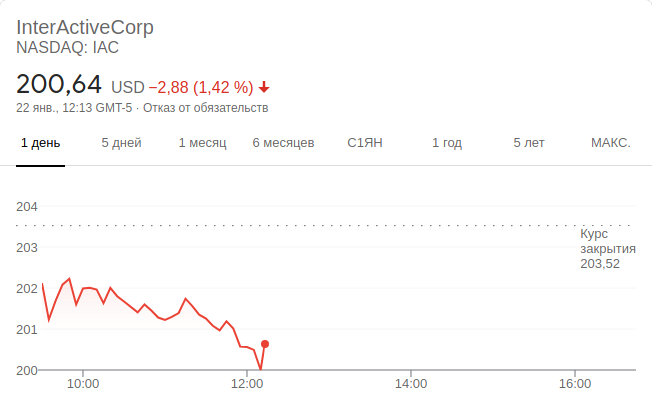 InterActiveCorp
NASDAQ: IAC
200,64 USD −2,88 (1,42 %)
22 янв., 12:13 GMT-5 · Отказ от обязательств
1 день 5 дней 1 месяц 6 месяцев С1ЯН 1 год 5 лет МАКС.
204
Курс
закрытия
203,52
203
202
201
200
10:00 12:00 14:00 16:00